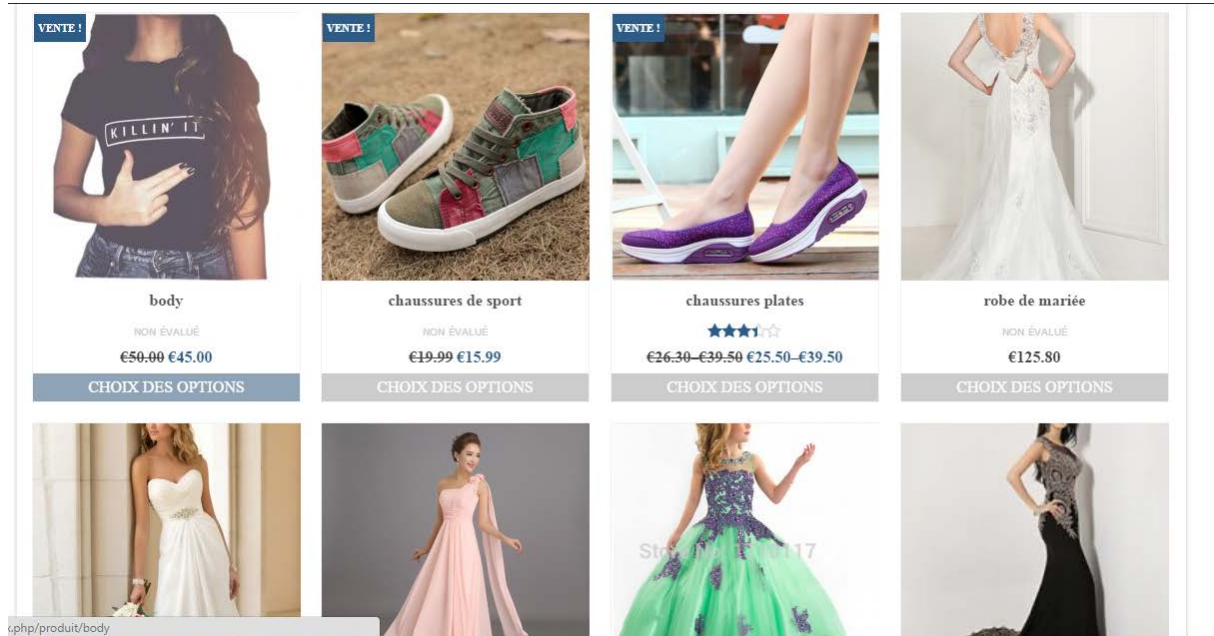 VENTE !
VENTE !
VENTE !
KILLIN' IT
body
chaussures de sport
chaussures plates
robe de mariée
NON ÉVALUÉ
NON ÉVALUÉ
NON ÉVALUÉ
€50.00 €45.00
€19.99 €15.99
€26.30–€39.50 €25.50–€39.50
€125.80
CHOIX DES OPTIONS
CHOIX DES OPTIONS
CHOIX DES OPTIONS
CHOIX DES OPTIONS
.php/produit/body